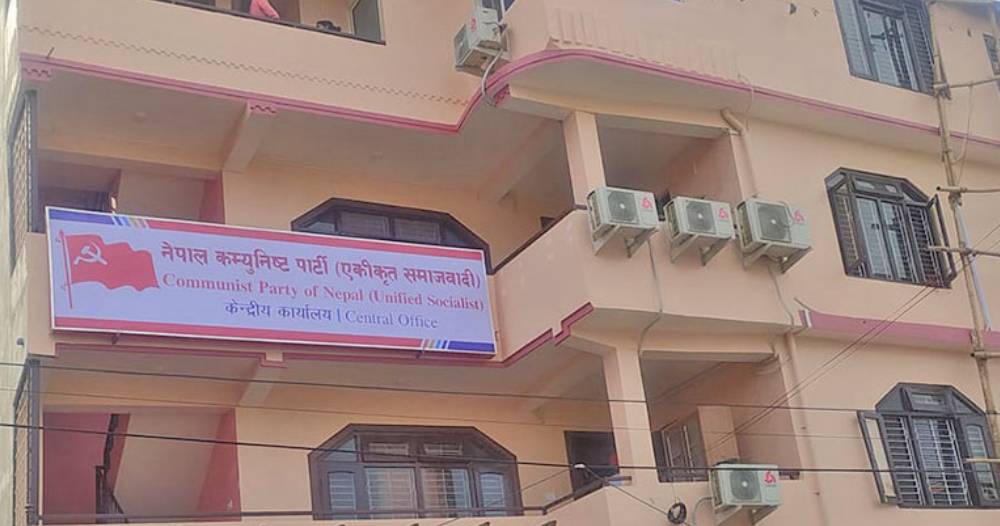 नेपाल कम्युनिष्ट पार्टी (एकीकृत समाजवादी)
Communist Party of Nepal (Unified Socialist)
केन्द्रीय कार्यालय | Central Office